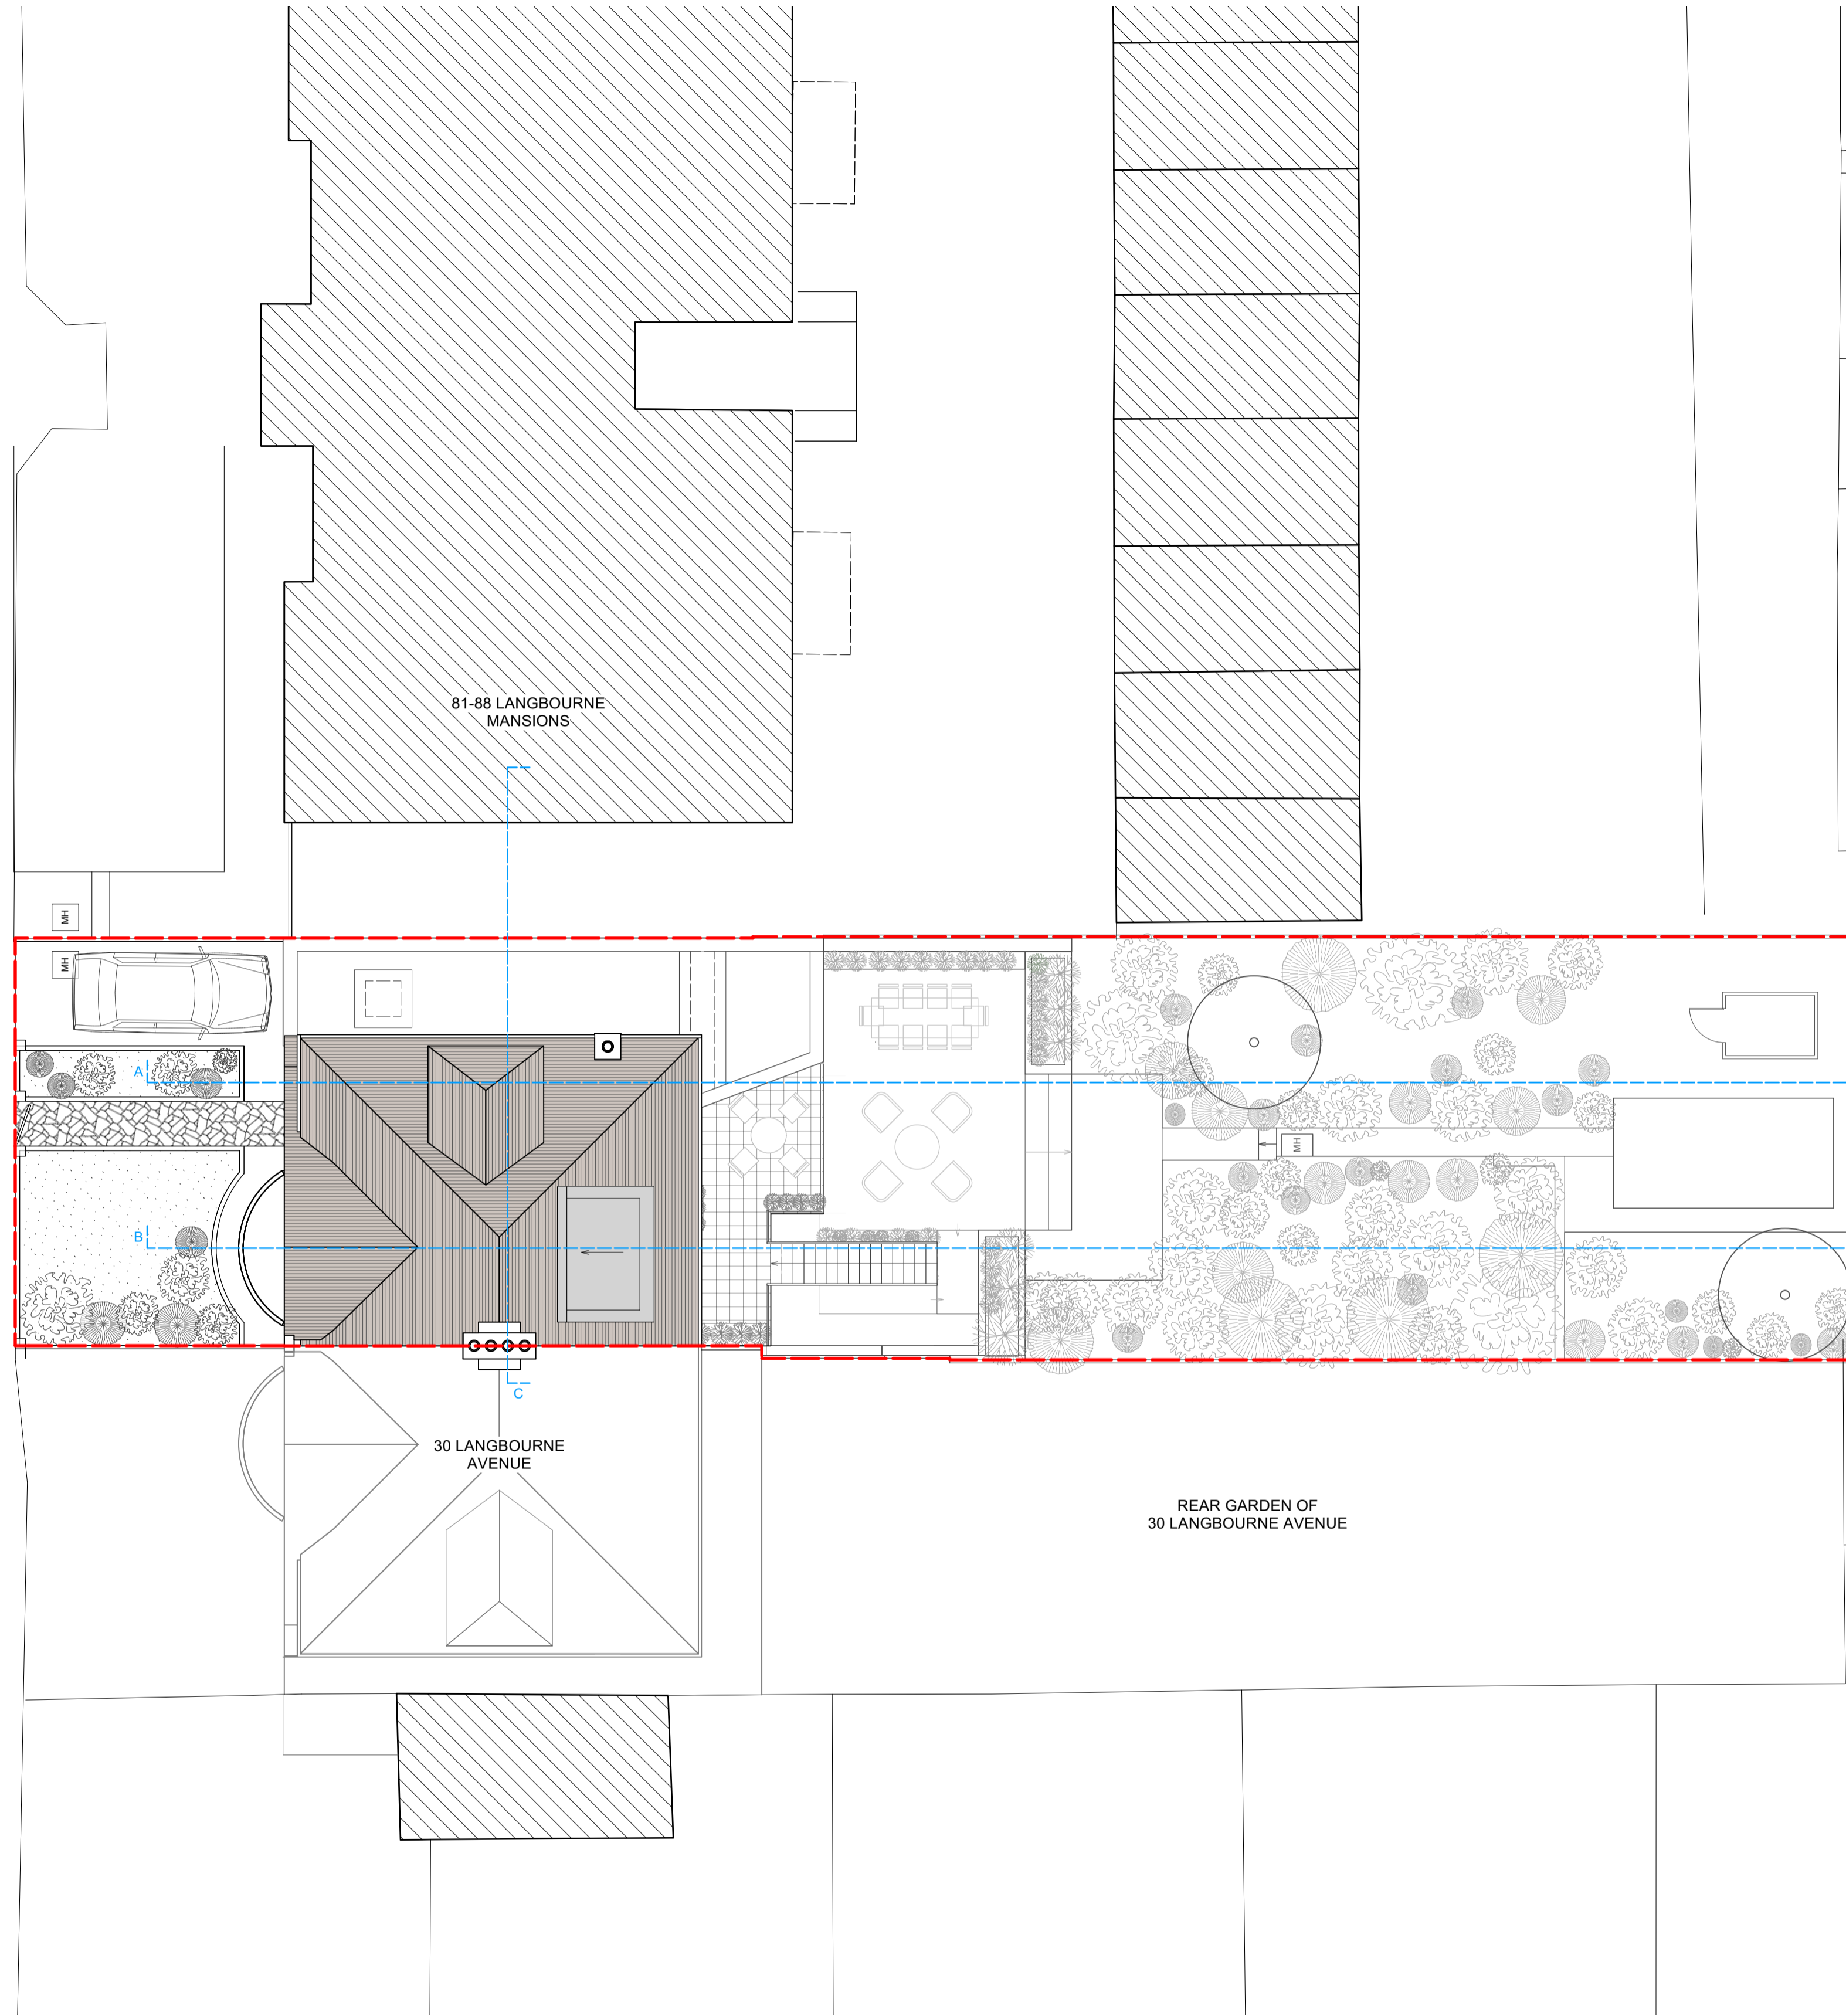 81-88 LANGBOURNE
MANSIONS
MH
MH
A
MH
B
C
30 LANGBOURNE
AVENUE
REAR GARDEN OF
30 LANGBOURNE AVENUE